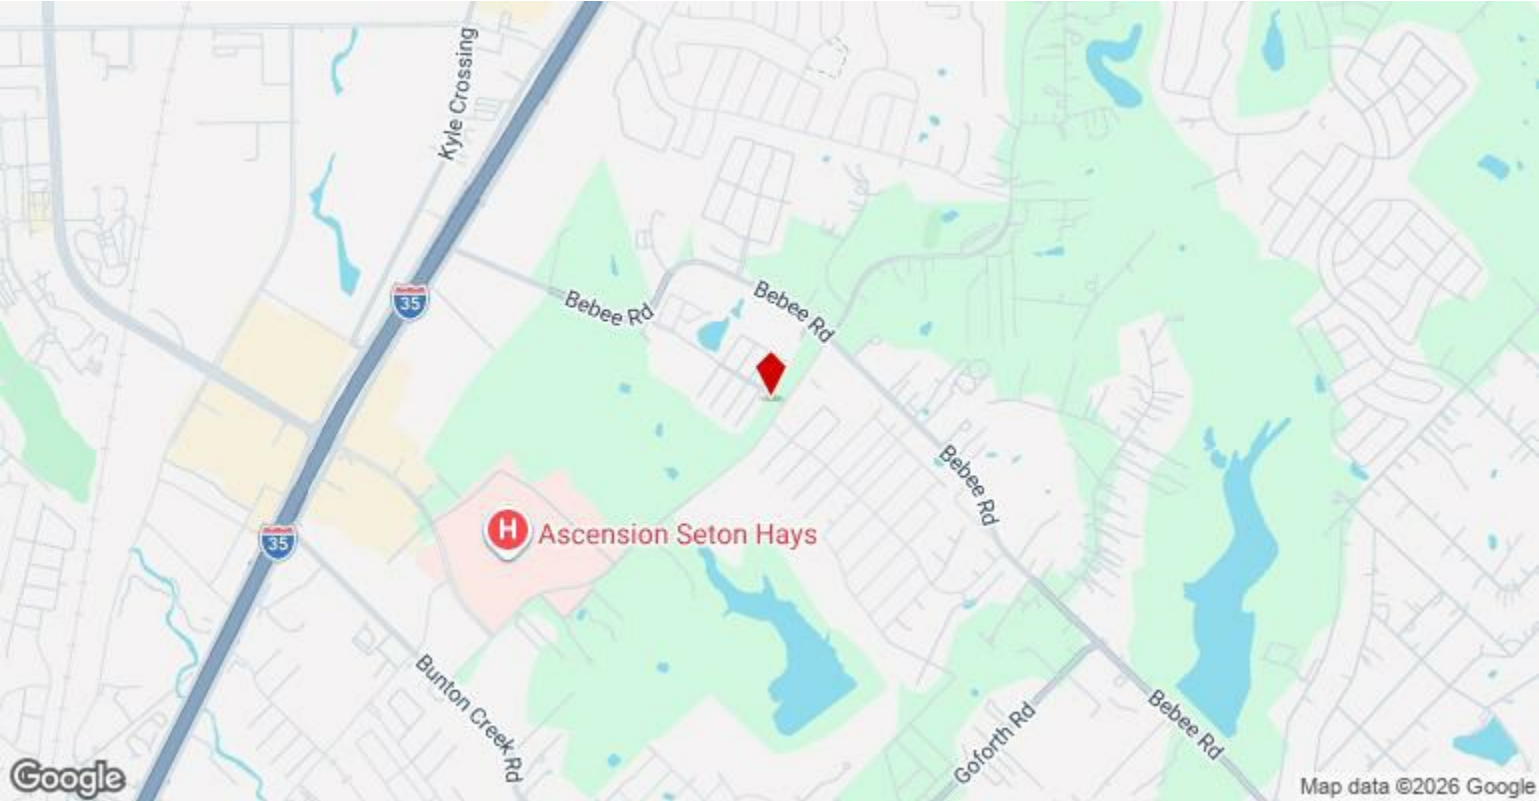 Kyle Crossing
35
Bebee Rd
Bebee Rd
Bebee Rd
35
H
Ascension Seton Hays
Bunton Creek Rd
Goforth Rd
Bebee Rd
Google
Map data ©2026 Google